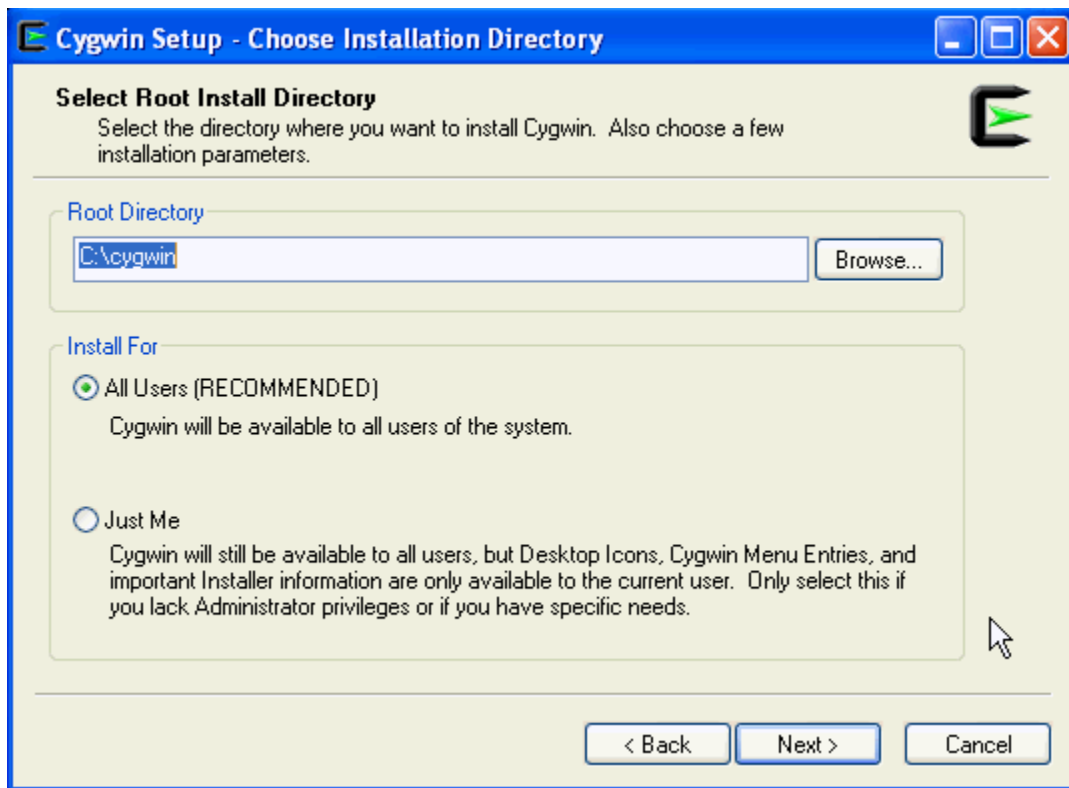 Cygwin Setup - Choose Installation Directory
Select Root Install Directory
Select the directory where you want to install Cygwin. Also choose a few
installation parameters.
Root Directory
C:\cygwin
Browse...
Install For
All Users (RECOMMENDED)
Cygwin will be available to all users of the system.
Just Me
Cygwin will still be available to all users, but Desktop Icons, Cygwin Menu Entries, and
important Installer information are only available to the current user. Only select this if
you lack Administrator privileges or if you have specific needs.
< Back
Next >
Cancel